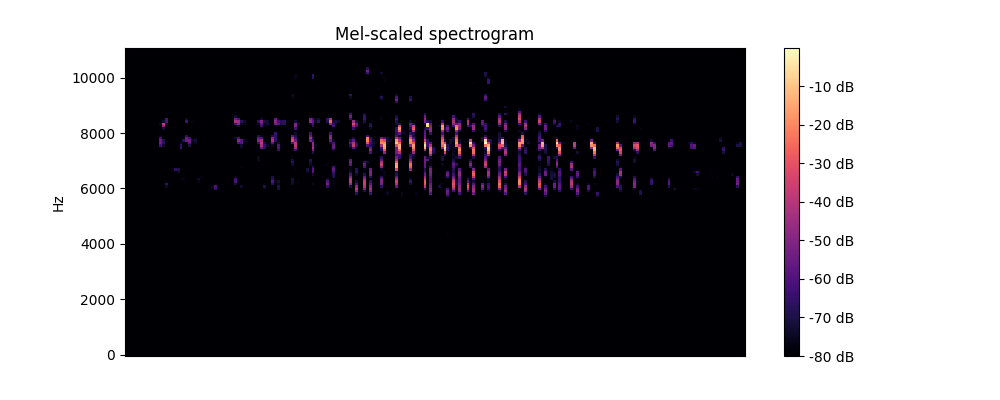 Mel-scaled spectrogram
Hz
10000
8000
6000
4000
2000
0
-10 dB
-20 dB
-30 dB
-40 dB
-50 dB
-60 dB
-70 dB
-80 dB